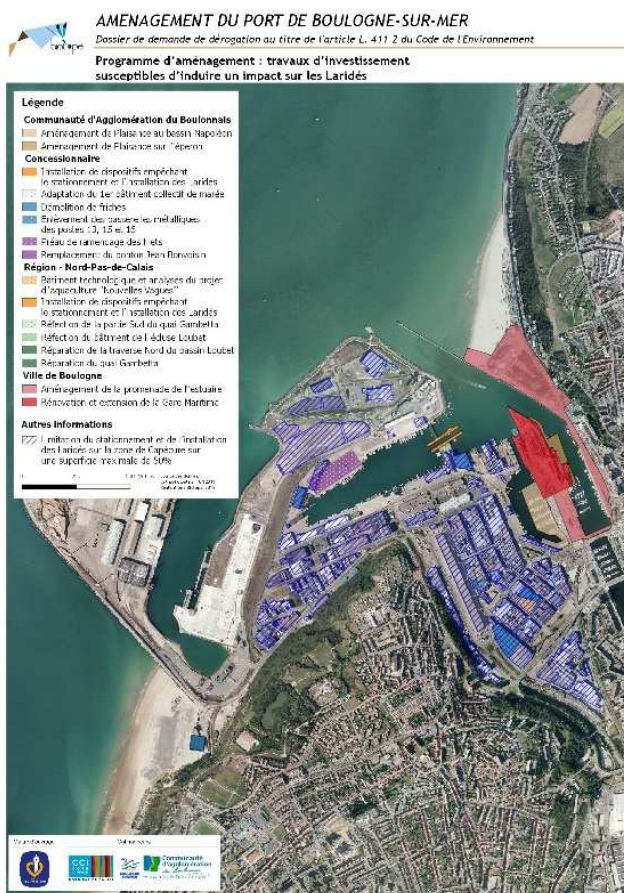 AMENAGEMENT DU PORT DE BOULOGNE-SUR-MER
Dossier de demande de dérogation au titre de l'article L. 411-2 du Code de l'Environnement
Programme d'aménagement : travaux d'investissement
susceptibles d'induire un impact sur les Laridés
biotope
Légende
Communauté d'Agglomération du Boulonnais
Aménagement de Plaisance au bassin Napoléon
Aménagement de Plaisance sur l'éperon
Concessionnaire
Installation de dispositifs empêchant
le stationnement et l'installation des Laridés
Adaptation du 1er bâtiment collectif de marée
Démolition de friches
Enlèvement des passerelles métalliques
des postes 13, 15 et 16
Préau de ramendage des filets
Remplacement du ponton Jean Bonvoisin
Région - Nord-Pas-de-Calais
Bâtiment technologique et analyses du projet
d'aquaculture "Nouvelles Vagues"
Installation de dispositifs empêchant
le stationnement et l'installation des Laridés
Réfection de la partie Sud du quai Gambetta
Réfection du bâtiment de l'écluse Loubet
Réparation de la traverse Nord du bassin Loubet
Réparation du quai Gambetta
Ville de Boulogne
Aménagement de la promenade de l'estuaire
Rénovation et extension de la Gare Maritime
Autres informations
Limitation du stationnement et de l'installation
des Laridés sur la zone de Capécure sur
une superficie maximale de 50%
0
CCI
Communauté
d'agglomération
du Boulonnais